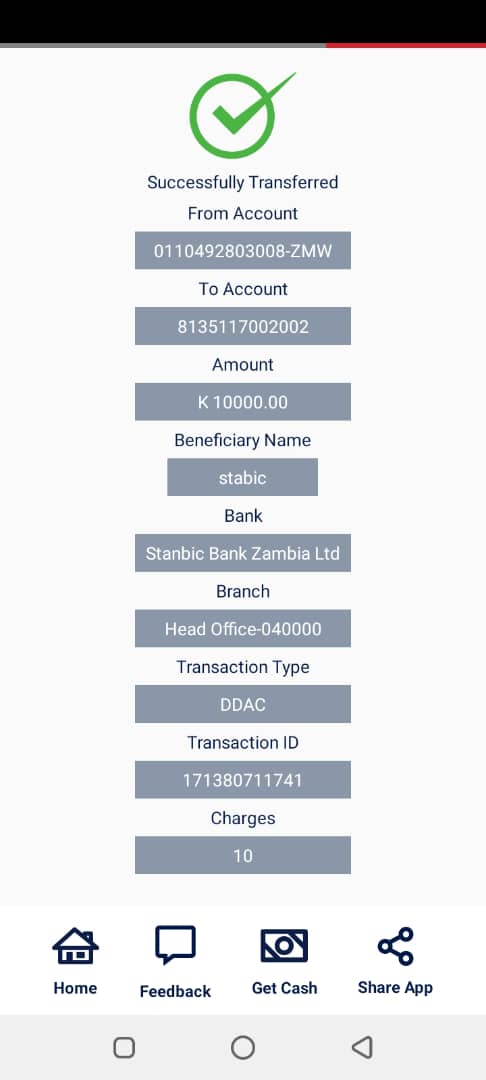 Successfully Transferred
From Account
0110492803008-ZMW
To Account
8135117002002
Amount
K 10000.00
Beneficiary Name
stabic
Bank
Stanbic Bank Zambia Ltd
Branch
Head Office-040000
Transaction Type
DDAC
Transaction ID
171380711741
Charges
10
Home
Feedback
Get Cash
Share App